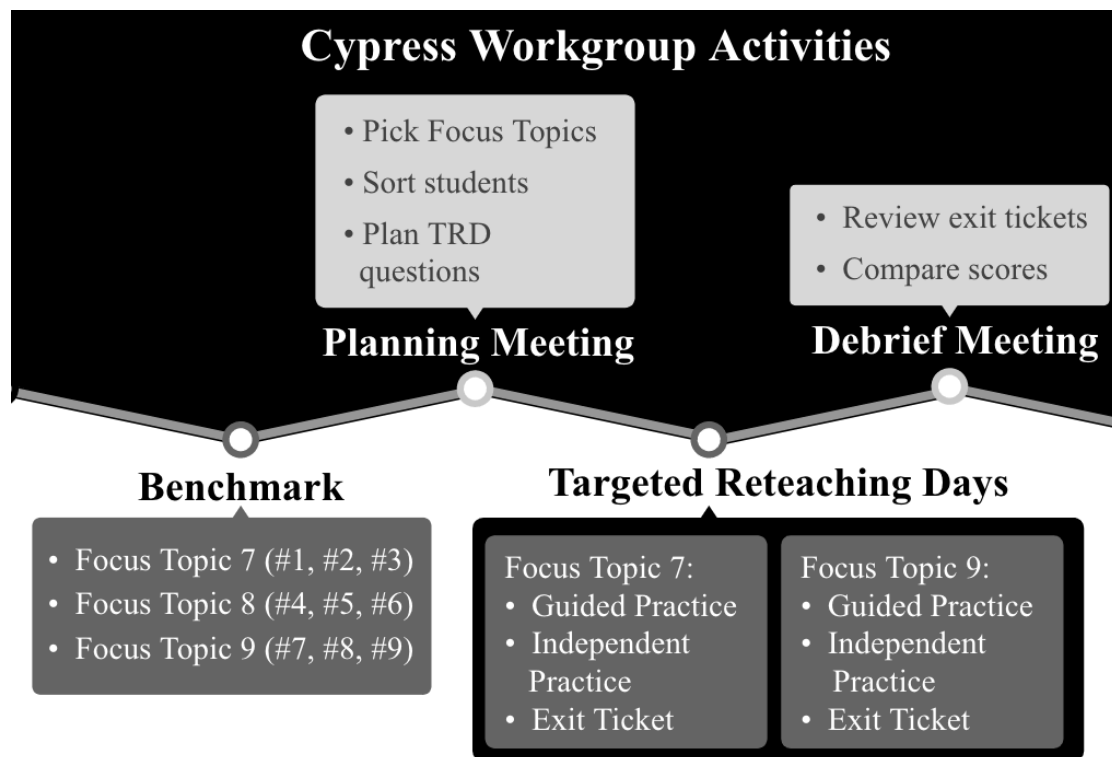 Cypress Workgroup Activities
• Pick Focus Topics
• Sort students
• Plan TRD
questions
Planning Meeting
• Review exit tickets
• Compare scores
Debrief Meeting
Benchmark
• Focus Topic 7 (#1, #2, #3)
• Focus Topic 8 (#4, #5, #6)
• Focus Topic 9 (#7, #8, #9)
Targeted Reteaching Days
Focus Topic 7:
• Guided Practice
• Independent
Practice
• Exit Ticket
Focus Topic 9:
• Guided Practice
• Independent
Practice
• Exit Ticket